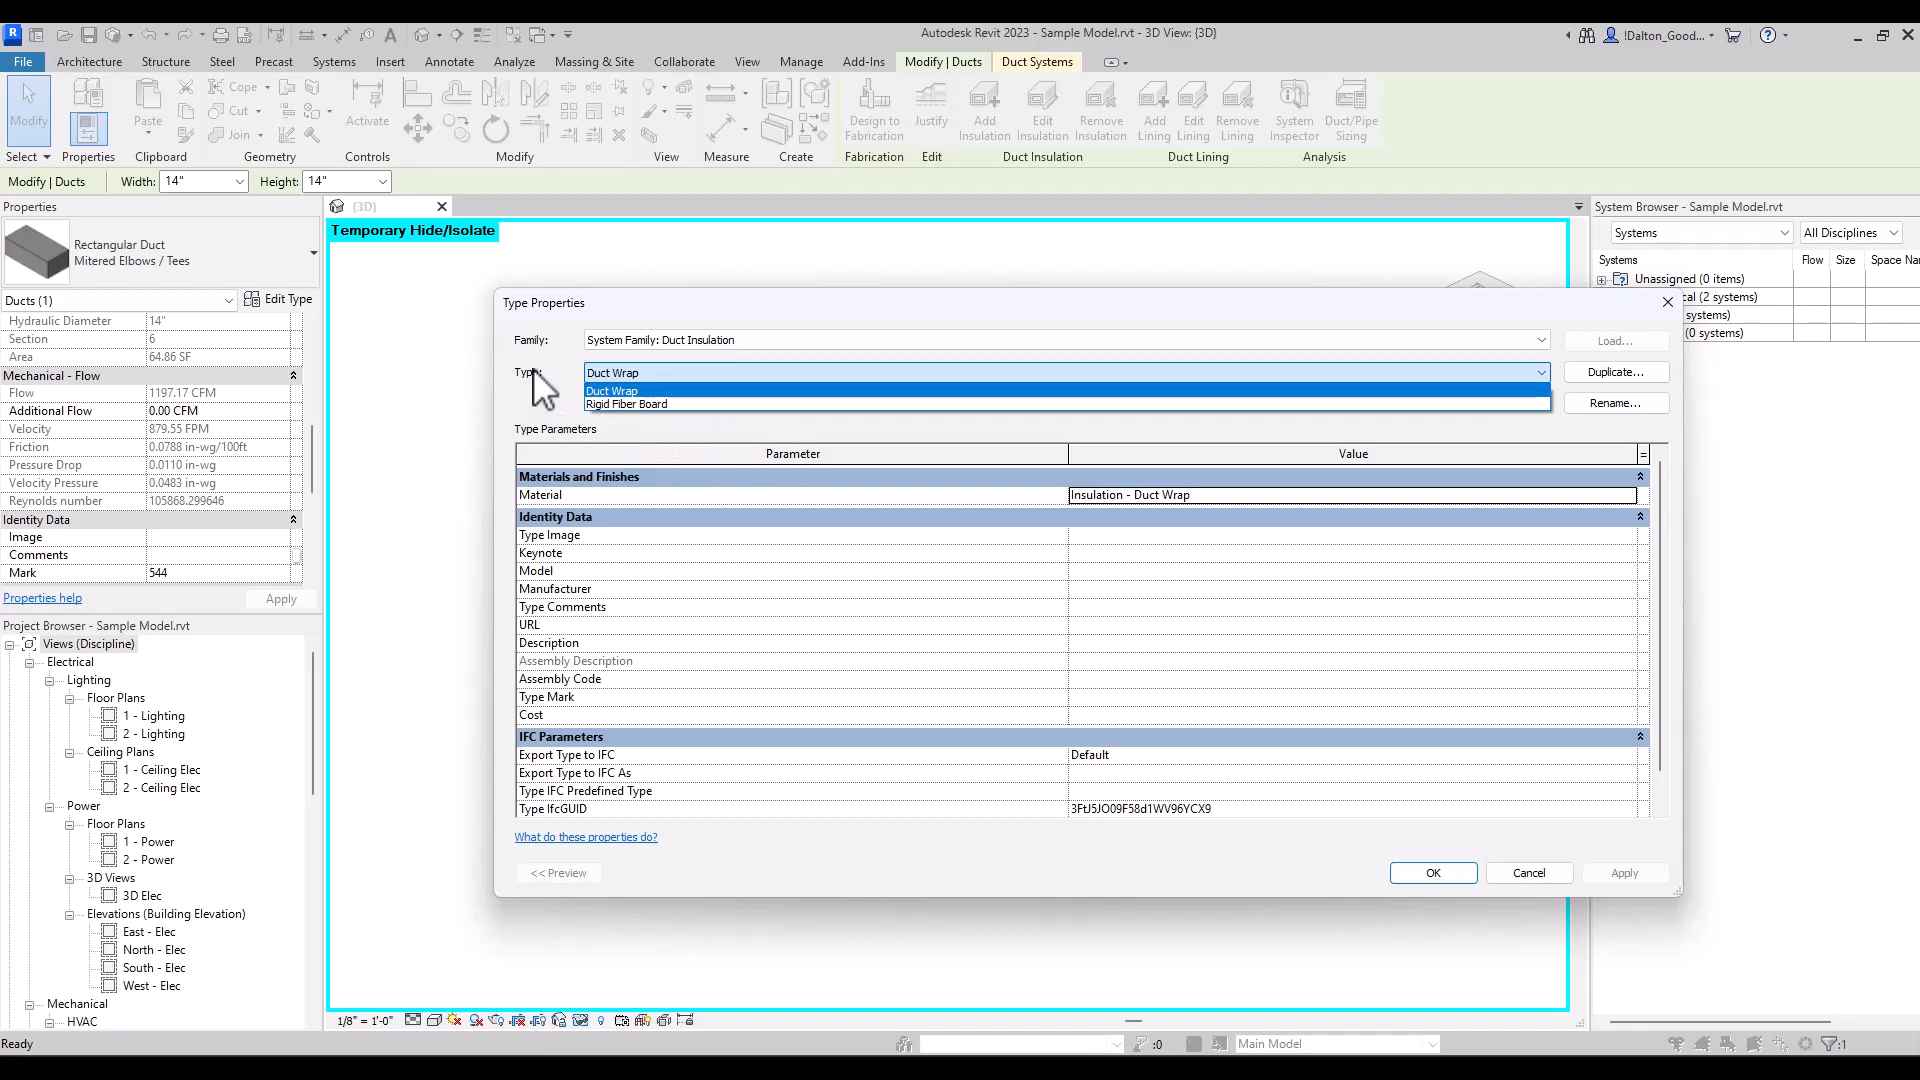 Autodesk Revit 2023 - Sample Model.rvt - 3D View: {3D}
!Dalton_Good...
File Architecture Structure Steel Precast Systems Insert Annotate Analyze Massing & Site Collaborate View Manage Add-Ins Modify | Ducts Duct Systems
Modify
Paste
Cope
Cut
Join
Activate
Design to Fabrication
Justify
Add Insulation
Edit Insulation
Remove Insulation
Add Lining
Edit Lining
Remove Lining
System Inspector
Duct/Pipe Sizing
Select Properties Clipboard Geometry Controls Modify View Measure Create Fabrication Edit Duct Insulation Duct Lining Analysis
Modify | Ducts Width: 14" Height: 14"
Properties
Rectangular Duct
Mitered Elbows / Tees
Ducts (1) Edit Type
Hydraulic Diameter 14"
Section 6
Area 64.86 SF
Mechanical - Flow
Flow 1197.17 CFM
Additional Flow 0.00 CFM
Velocity 879.55 FPM
Friction 0.0788 in-wg/100ft
Pressure Drop 0.0110 in-wg
Velocity Pressure 0.0483 in-wg
Reynolds number 105868.299646
Identity Data
Image
Comments
Mark 544
Properties help Apply
Project Browser - Sample Model.rvt
Views (Discipline)
Electrical
Lighting
Floor Plans
1 - Lighting
2 - Lighting
Ceiling Plans
1 - Ceiling Elec
2 - Ceiling Elec
Power
Floor Plans
1 - Power
2 - Power
3D Views
3D Elec
Elevations (Building Elevation)
East - Elec
North - Elec
South - Elec
West - Elec
Mechanical
HVAC
{3D}
Temporary Hide/Isolate
Type Properties
Family: System Family: Duct Insulation Load...
Type: Duct Wrap Duplicate...
Duct Wrap
Rigid Fiber Board
Rename...
Type Parameters
Parameter Value =
Materials and Finishes
Material Insulation - Duct Wrap
Identity Data
Type Image
Keynote
Model
Manufacturer
Type Comments
URL
Description
Assembly Description
Assembly Code
Type Mark
Cost
IFC Parameters
Export Type to IFC Default
Export Type to IFC As
Type IFC Predefined Type
Type IfcGUID 3FtJ5JO09F58d1WV96YCX9
What do these properties do?
<< Preview OK Cancel Apply
System Browser - Sample Model.rvt
Systems All Disciplines
Systems Flow Size Space Na
Unassigned (0 items)
cal (2 systems)
systems)
(0 systems)
1/8" = 1'-0"
Ready
:0 Main Model :1